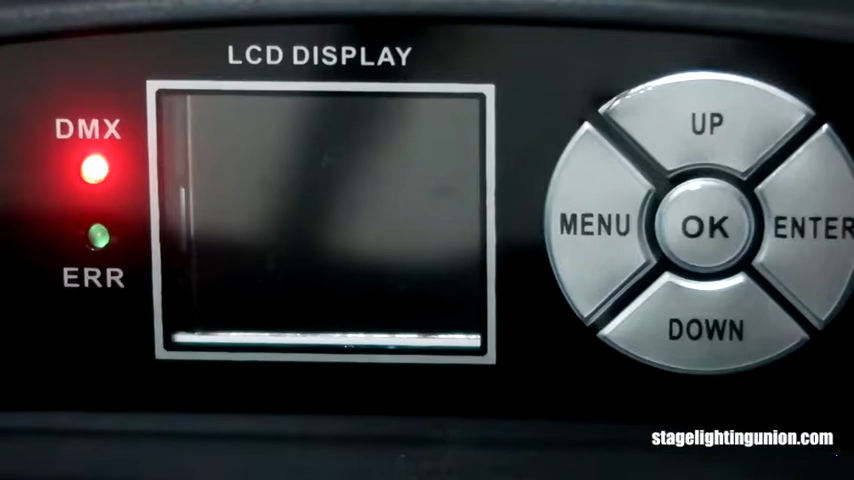 LCD DISPLAY
DMX
ERR
UP
MENU
OK
ENTER
DOWN
stagelightingunion.com